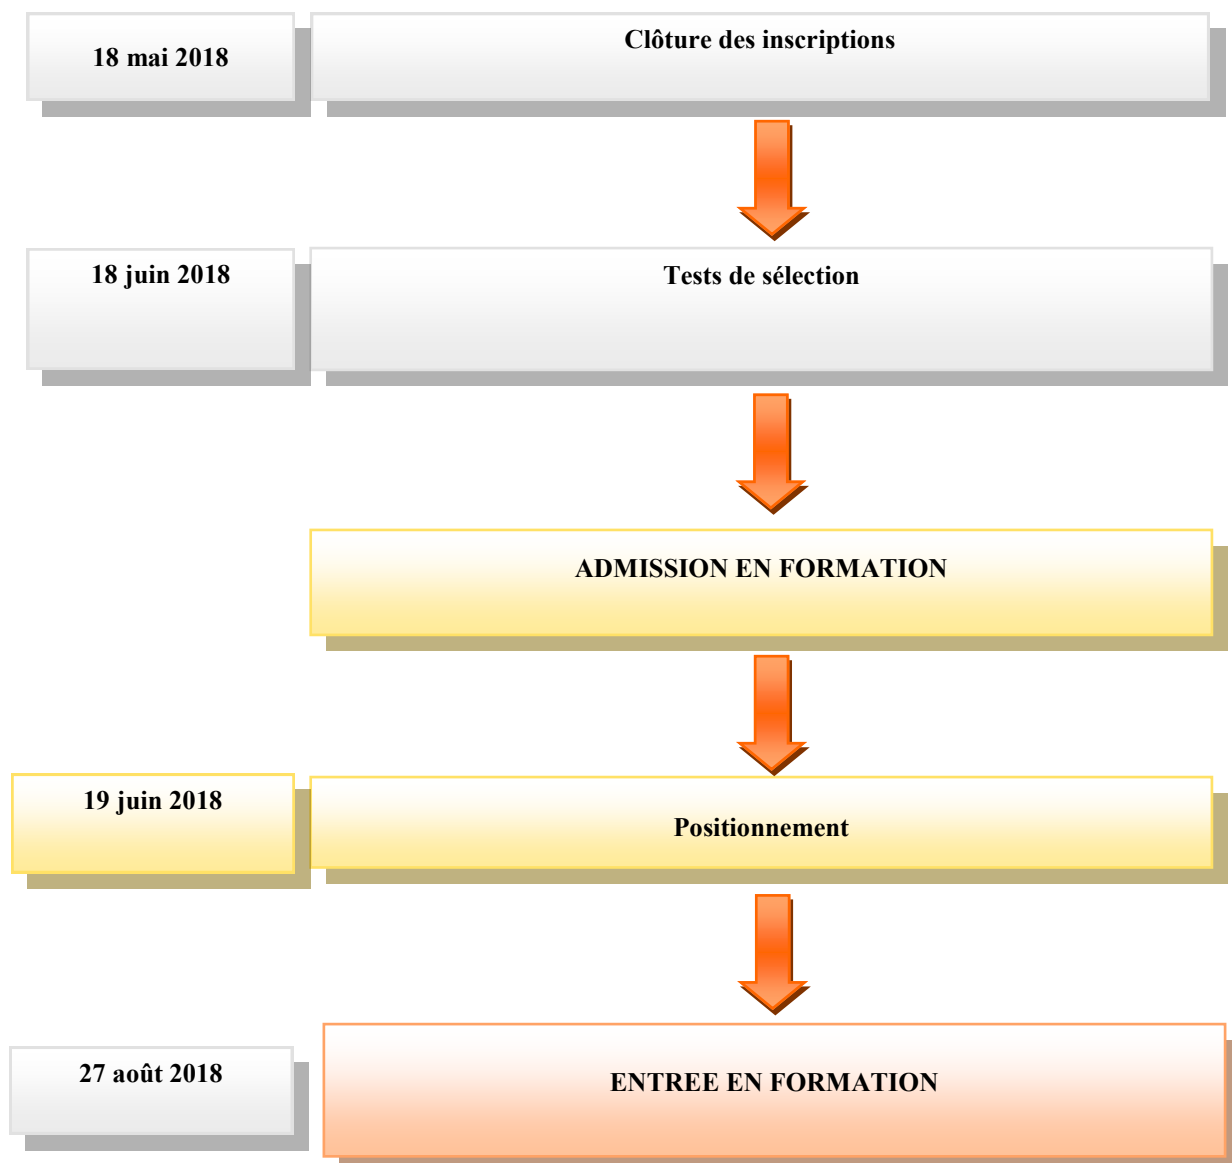 18 mai 2018
Clôture des inscriptions
18 juin 2018
Tests de sélection
ADMISSION EN FORMATION
19 juin 2018
Positionnement
27 août 2018
ENTREE EN FORMATION